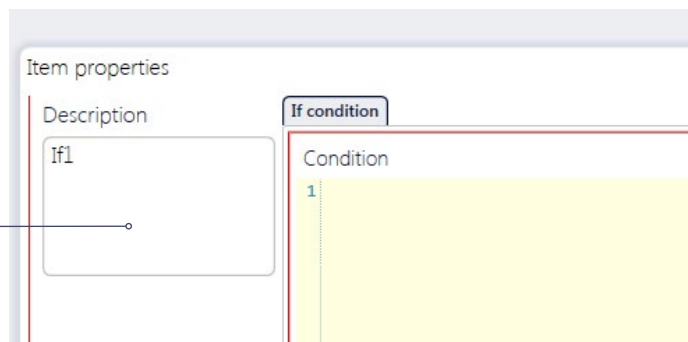 Item properties
Description
If condition
If1
Condition
1